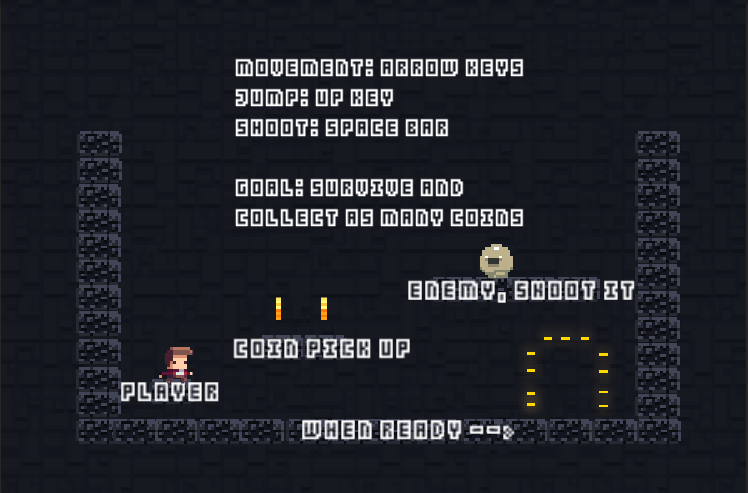 MOVEMENT: ARROW KEYS
JUMP: UP KEY
SHOOT: SPACE BAR
GOAL: SURVIVE AND
COLLECT AS MANY COINS
ENEMY, SHOOT IT
COIN PICK UP
PLAYER
WHEN READY -->